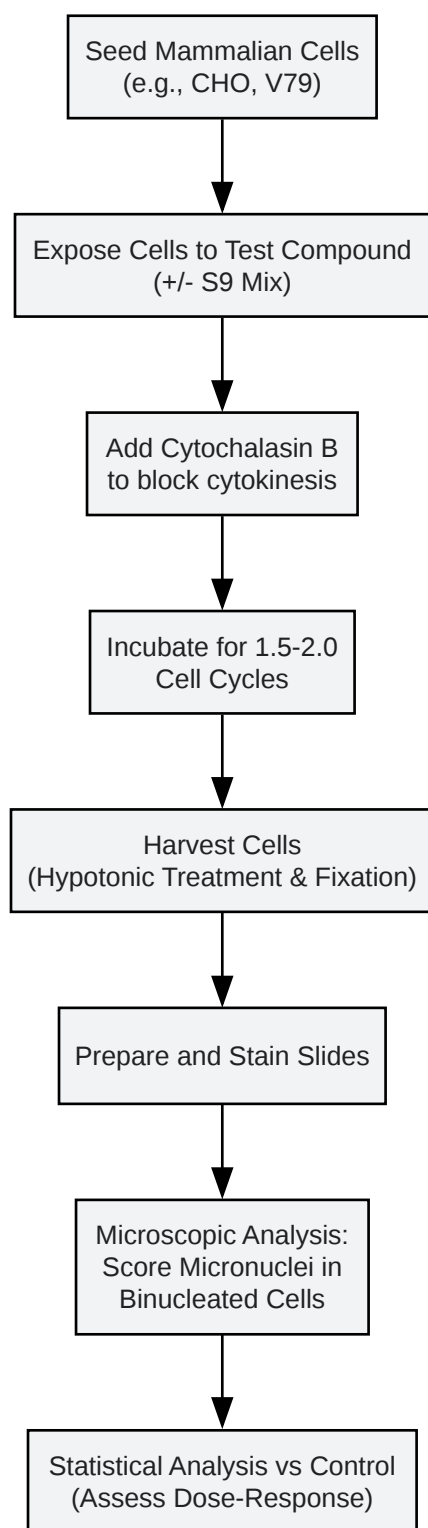 Seed Mammalian Cells
(e.g., CHO, V79)
Expose Cells to Test Compound
(+/- S9 Mix)
Add Cytochalasin B
to block cytokinesis
Incubate for 1.5-2.0
Cell Cycles
Harvest Cells
(Hypotonic Treatment & Fixation)
Prepare and Stain Slides
Microscopic Analysis:
Score Micronuclei in
Binucleated Cells
Statistical Analysis vs Control
(Assess Dose-Response)